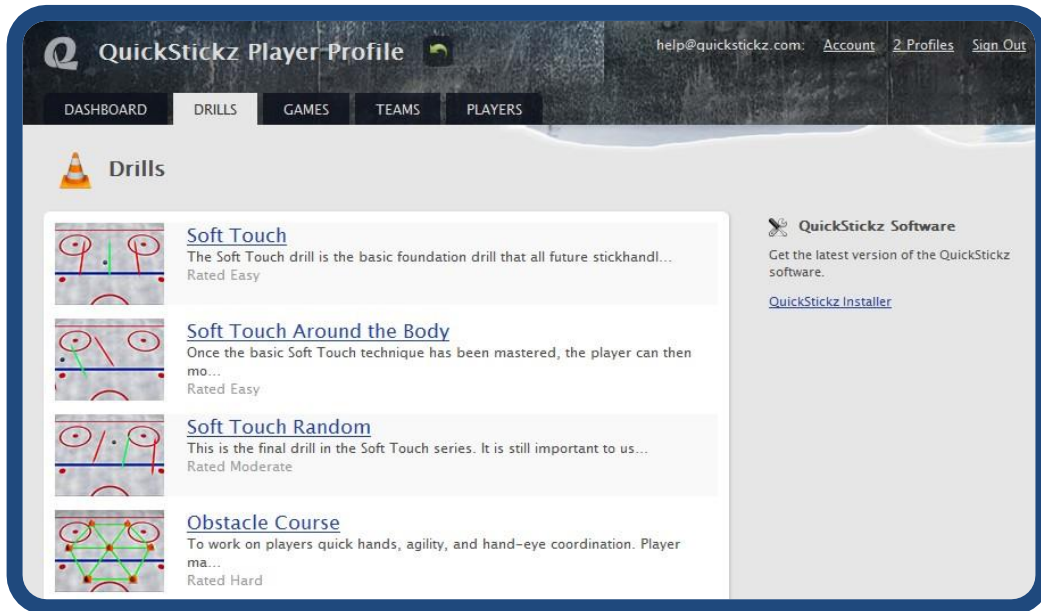 QuickStickz Player Profile
help@quickstickz.com: Account 2 Profiles Sign Out
DASHBOARD DRILLS GAMES TEAMS PLAYERS
Drills
Soft Touch
The Soft Touch drill is the basic foundation drill that all future stickhandl...
Rated Easy
Soft Touch Around the Body
Once the basic Soft Touch technique has been mastered, the player can then
mo...
Rated Easy
Soft Touch Random
This is the final drill in the Soft Touch series. It is still important to us...
Rated Moderate
Obstacle Course
To work on players quick hands, agility, and hand-eye coordination. Player
ma...
Rated Hard
QuickStickz Software
Get the latest version of the QuickStickz
software.
QuickStickz Installer